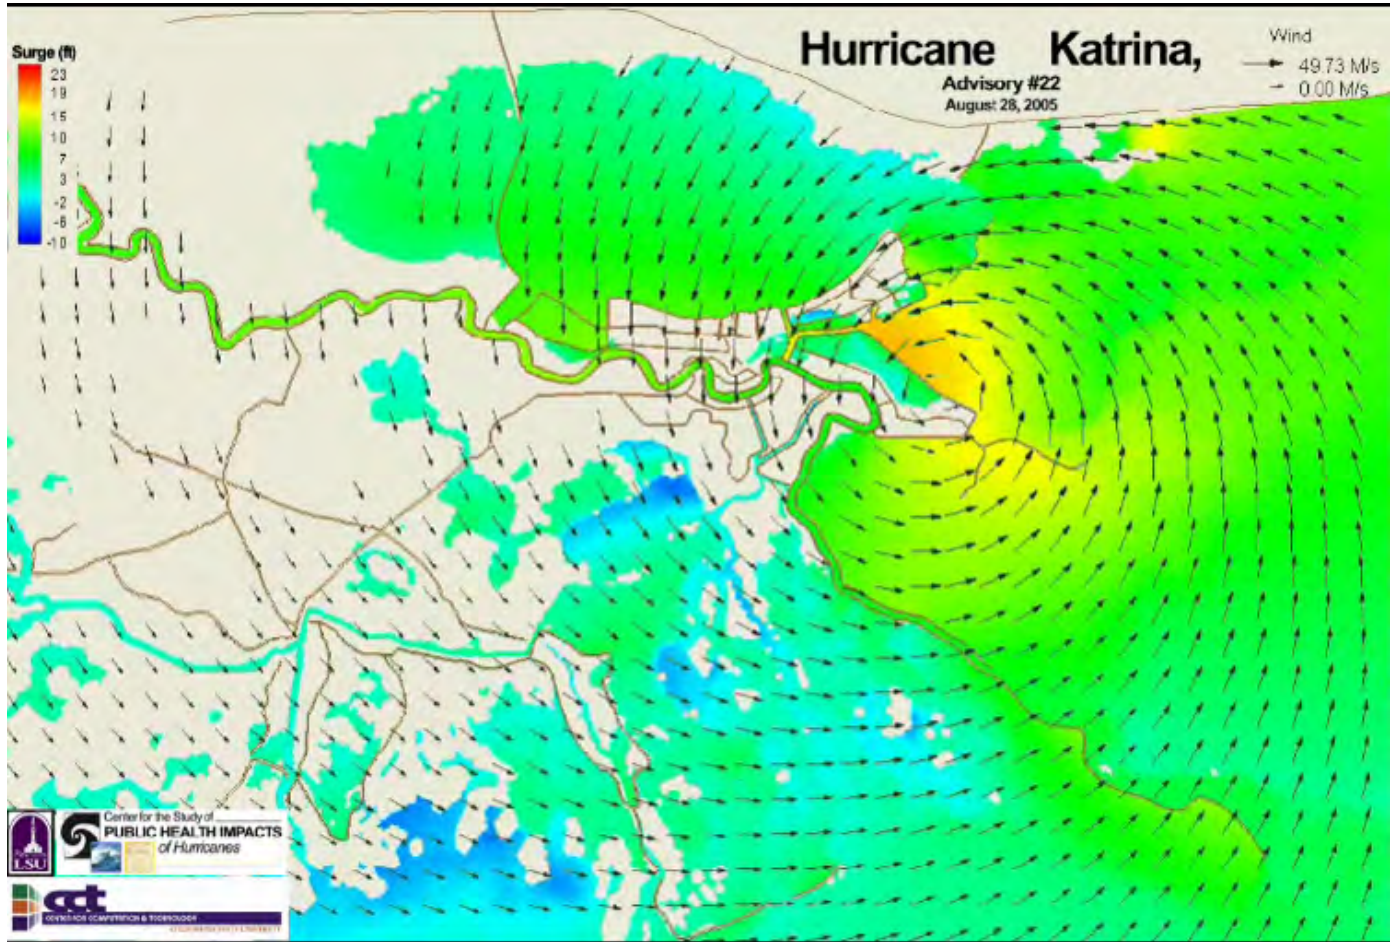 Hurricane Katrina,
Advisory #22
August 28, 2005
Wind
49.73 M/s
0.00 M/s
Surge (ft)
23
19
15
10
7
3
-2
-6
-10
LSU
Center for the Study of
PUBLIC HEALTH IMPACTS
of Hurricanes
cct
CENTER FOR COMPUTATION & TECHNOLOGY